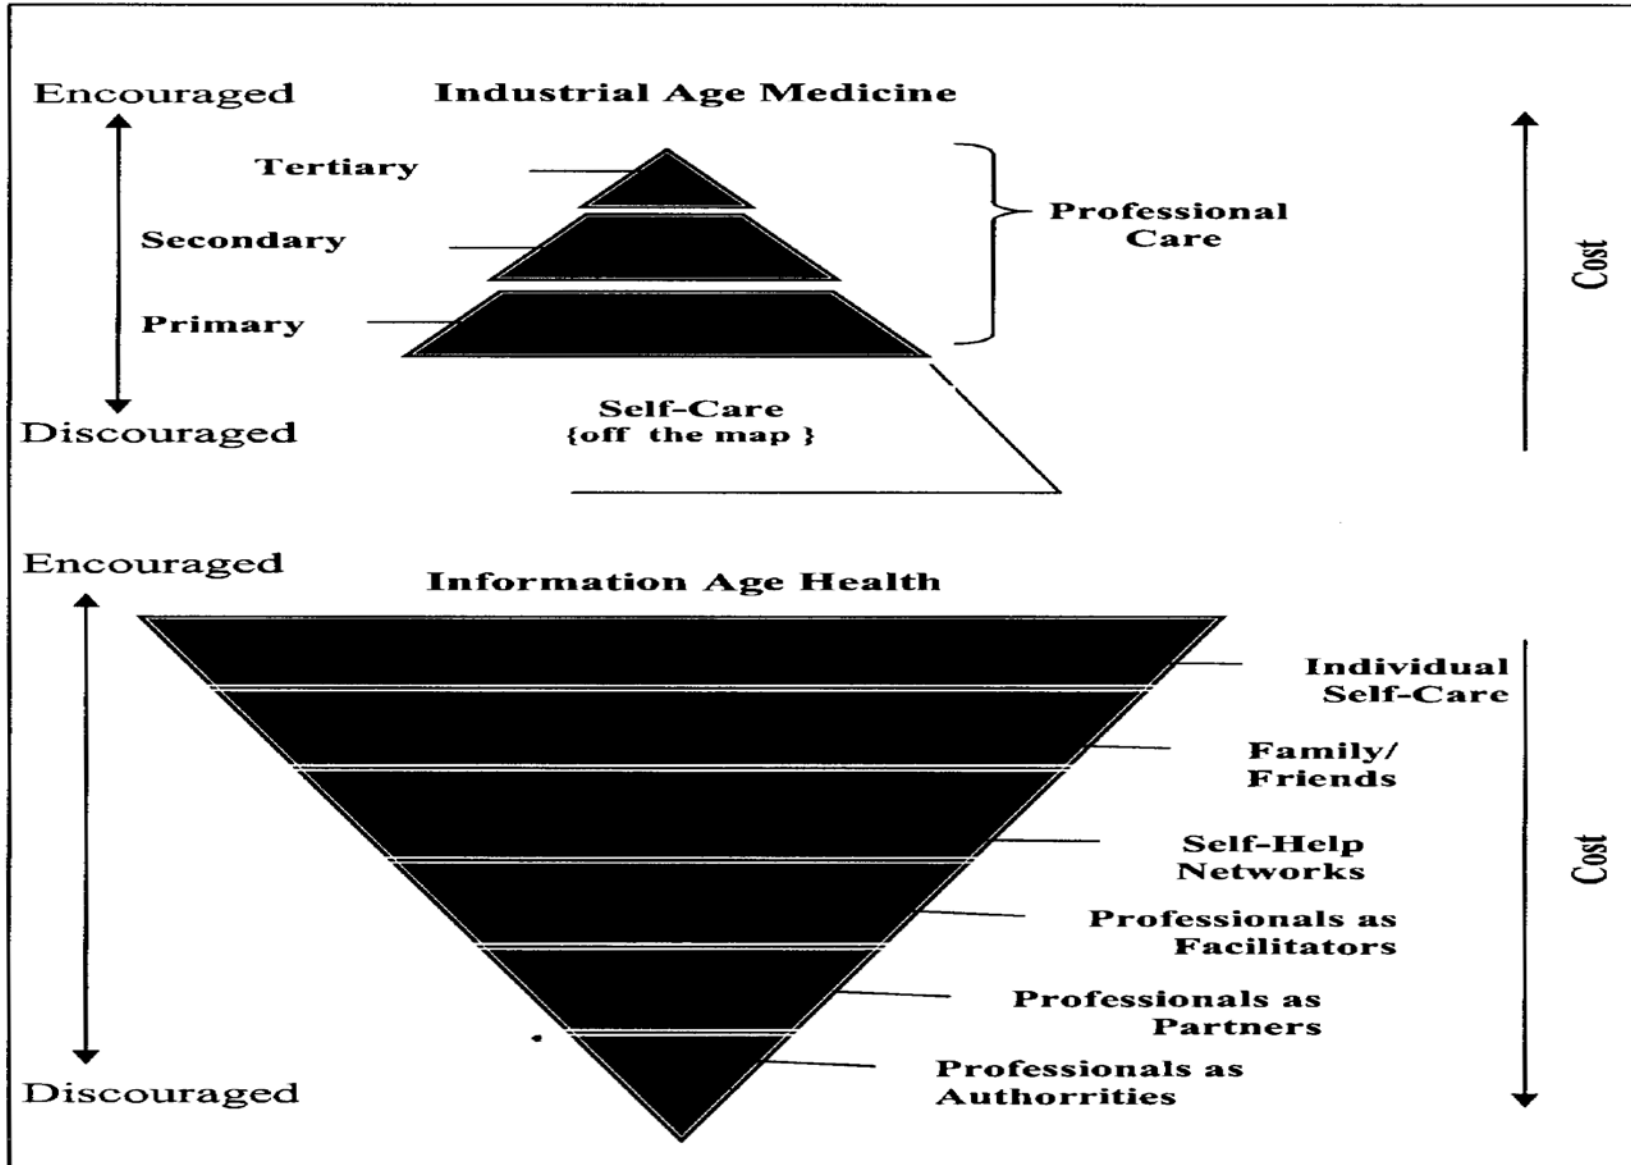 Encouraged
Industrial Age Medicine
Tertiary
Secondary
Primary
Professional
Care
Cost
Self-Care
{off the map }
Discouraged
Encouraged
Information Age Health
Individual
Self-Care
Family/
Friends
Self-Help
Networks
Cost
Professionals as
Facilitators
Professionals as
Partners
Professionals as
Authorrities
Discouraged